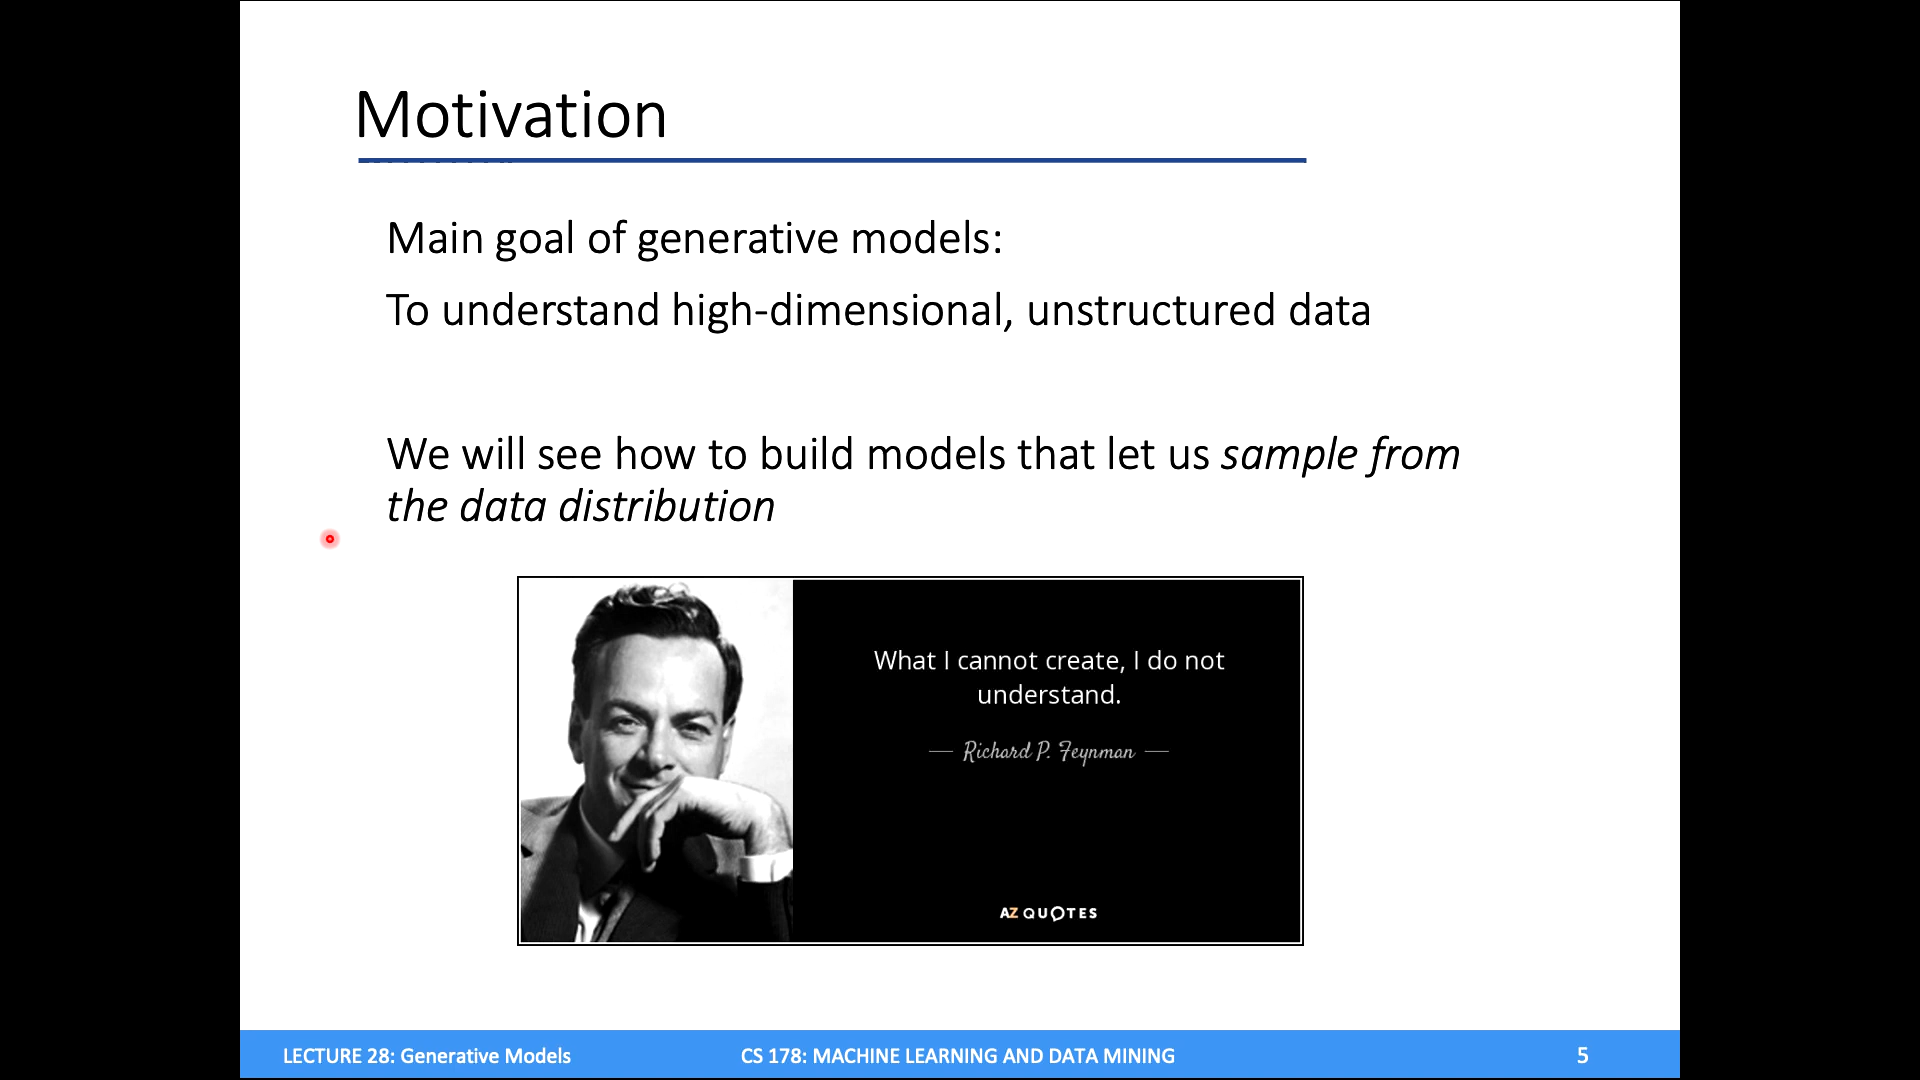 Motivation
Main goal of generative models:
To understand high-dimensional, unstructured data
We will see how to build models that let us sample from
the data distribution
What I cannot create, I do not
understand.
— Richard P. Feynman —
AZ QUOTES
LECTURE 28: Generative Models CS 178: MACHINE LEARNING AND DATA MINING 5